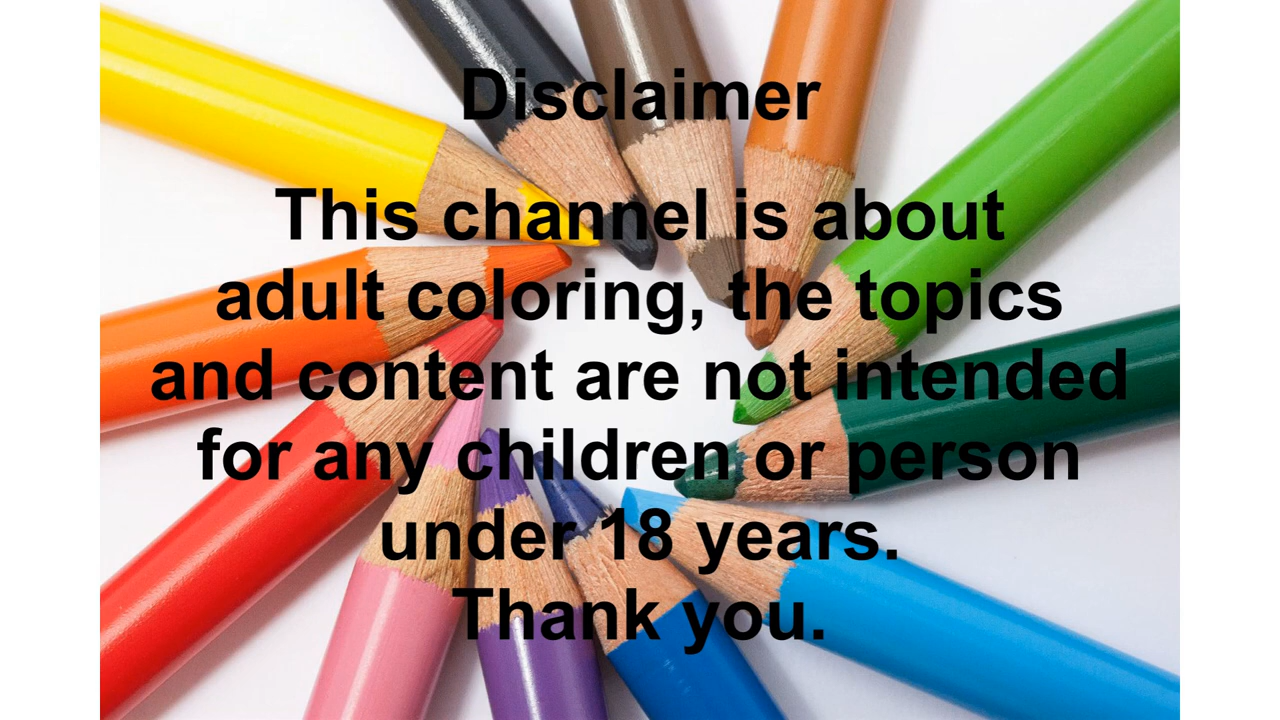 Disclaimer
This channel is about
adult coloring, the topics
and content are not intended
for any children or person
under 18 years.
Thank you.